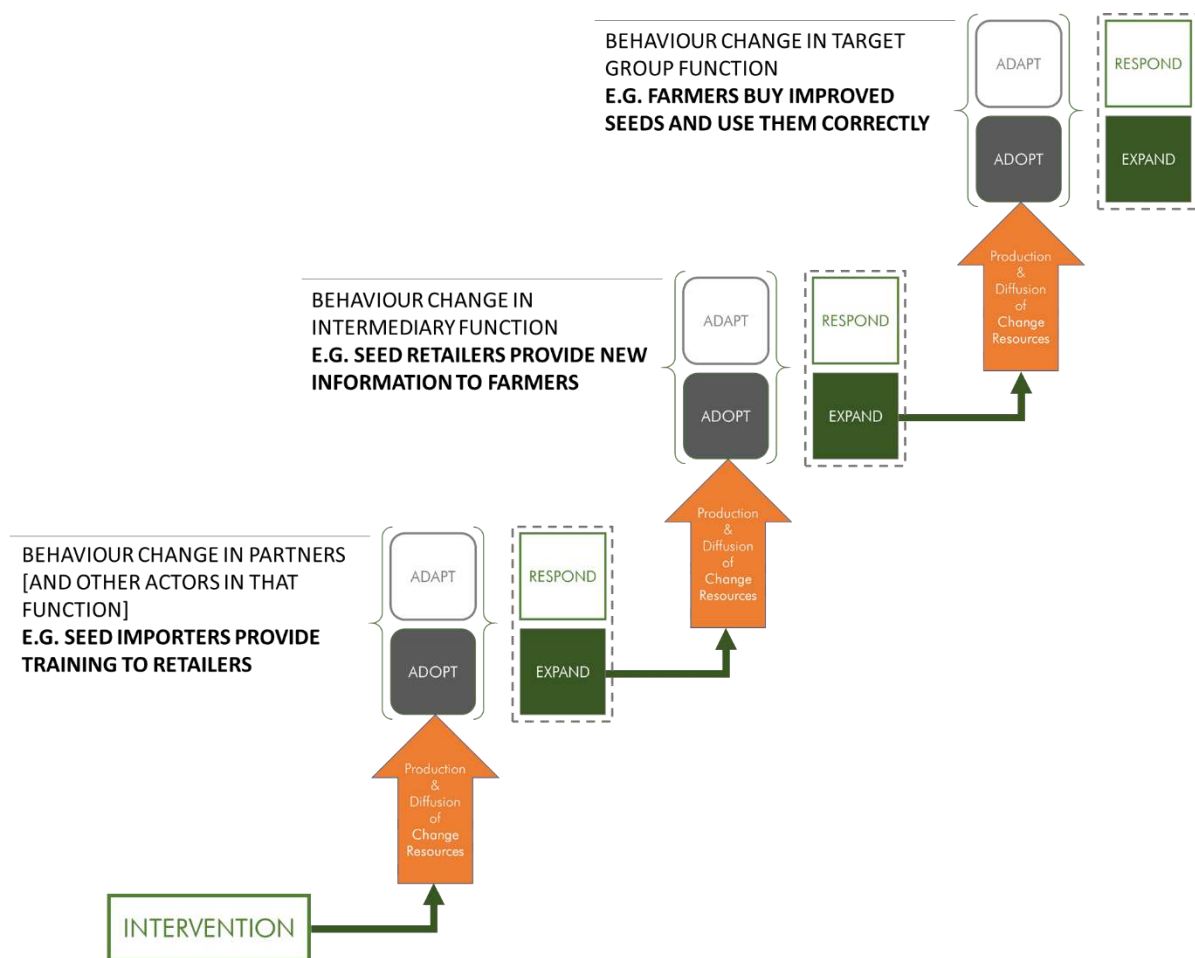 BEHAVIOUR CHANGE IN TARGET
GROUP FUNCTION
E.G. FARMERS BUY IMPROVED
SEEDS AND USE THEM CORRECTLY
ADAPT
RESPOND
ADOPT
EXPAND
Production
&
Diffusion
of
Change
Resources
BEHAVIOUR CHANGE IN
INTERMEDIARY FUNCTION
E.G. SEED RETAILERS PROVIDE NEW
INFORMATION TO FARMERS
ADAPT
RESPOND
ADOPT
EXPAND
Production
&
Diffusion
of
Change
Resources
BEHAVIOUR CHANGE IN PARTNERS
[AND OTHER ACTORS IN THAT
FUNCTION]
E.G. SEED IMPORTERS PROVIDE
TRAINING TO RETAILERS
ADAPT
RESPOND
ADOPT
EXPAND
Production
&
Diffusion
of
Change
Resources
INTERVENTION